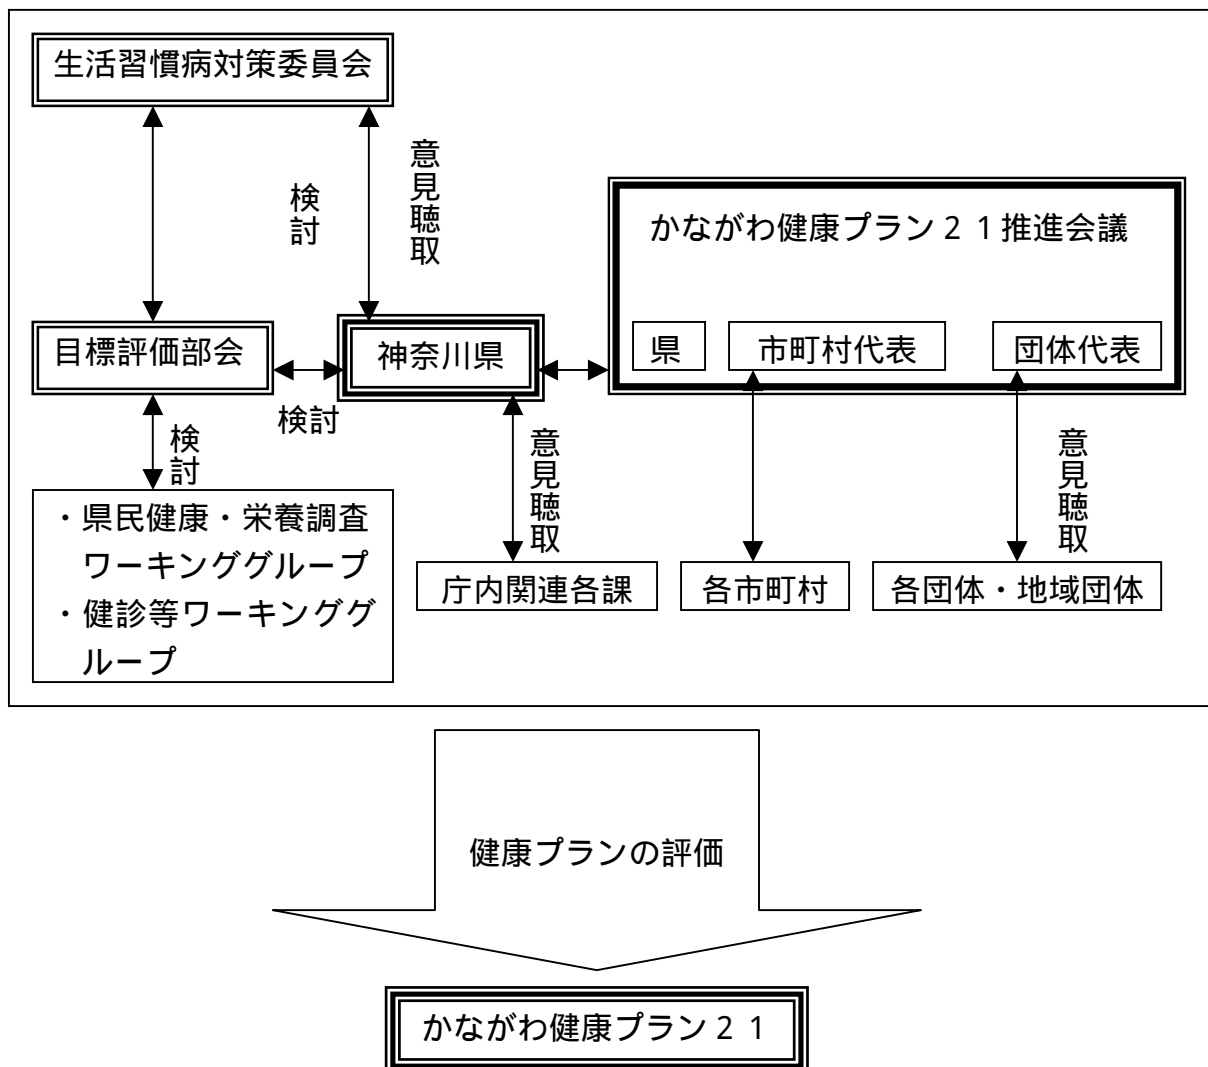 生活習慣病対策委員会
検討
意見聴取
かながわ健康プラン２１推進会議
県
市町村代表
団体代表
目標評価部会
検討
神奈川県
検討
意見聴取
意見聴取
・県民健康・栄養調査
ワーキンググループ
・健診等ワーキンググ
ループ
庁内関連各課
各市町村
各団体・地域団体
健康プランの評価
かながわ健康プラン２１